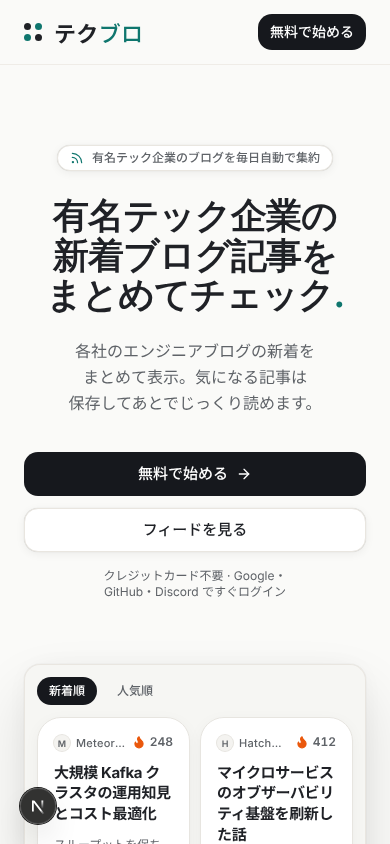 テクブロ
無料で始める
有名テック企業のブログを毎日自動で集約
有名テック企業の
新着ブログ記事を
まとめてチェック.
各社のエンジニアブログの新着を
まとめて表示。気になる記事は
保存してあとでじっくり読めます。
無料で始める →
フィードを見る
クレジットカード不要 · Google・
GitHub・Discord ですぐログイン
新着順 人気順
M Meteor... 248
大規模 Kafka ク
ラスタの運用知見
とコスト最適化
H Hatch... 412
マイクロサービス
のオブザーバビリ
ティ基盤を刷新し
た話
N